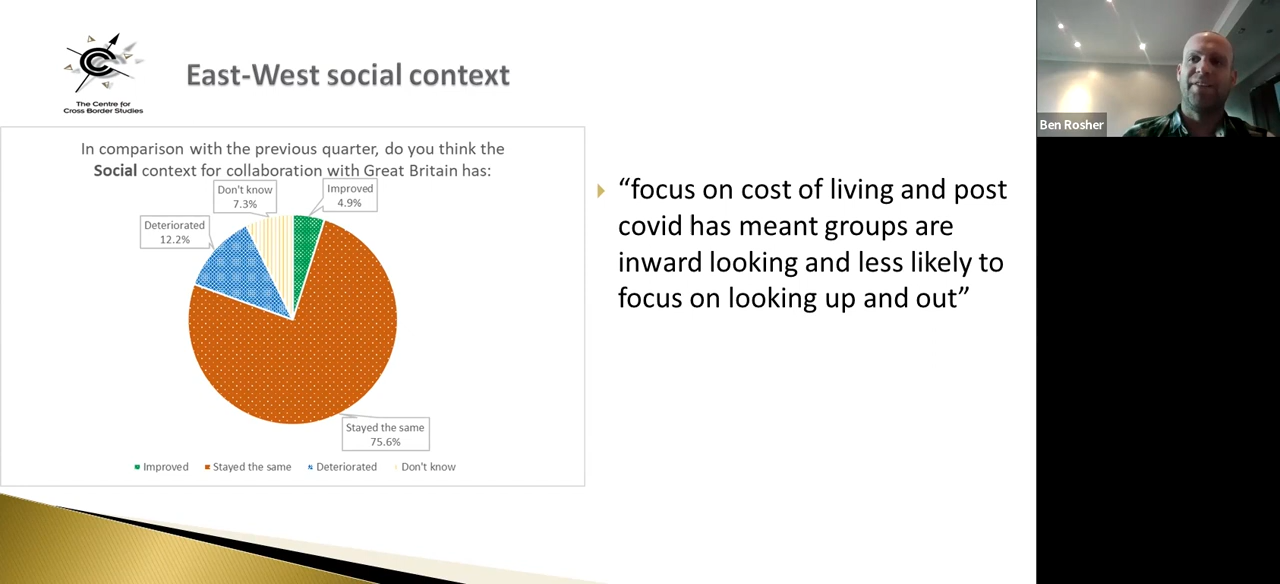 The Centre for
Cross Border Studies
East-West social context
In comparison with the previous quarter, do you think the
Social context for collaboration with Great Britain has:
Don't know
7.3%
Improved
4.9%
Deteriorated
12.2%
Stayed the same
75.6%
Improved Stayed the same Deteriorated Don't know
“focus on cost of living and post
covid has meant groups are
inward looking and less likely to
focus on looking up and out”
Ben Rosher